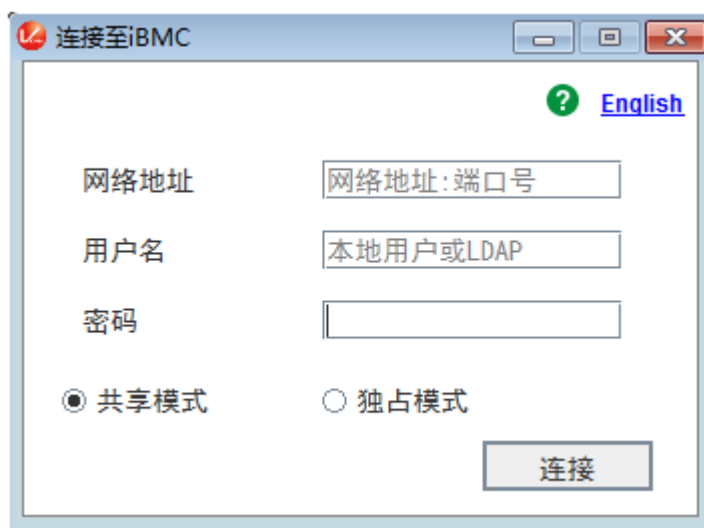 连接至iBMC
English
网络地址 网络地址:端口号
用户名 本地用户或LDAP
密码
共享模式 独占模式
连接